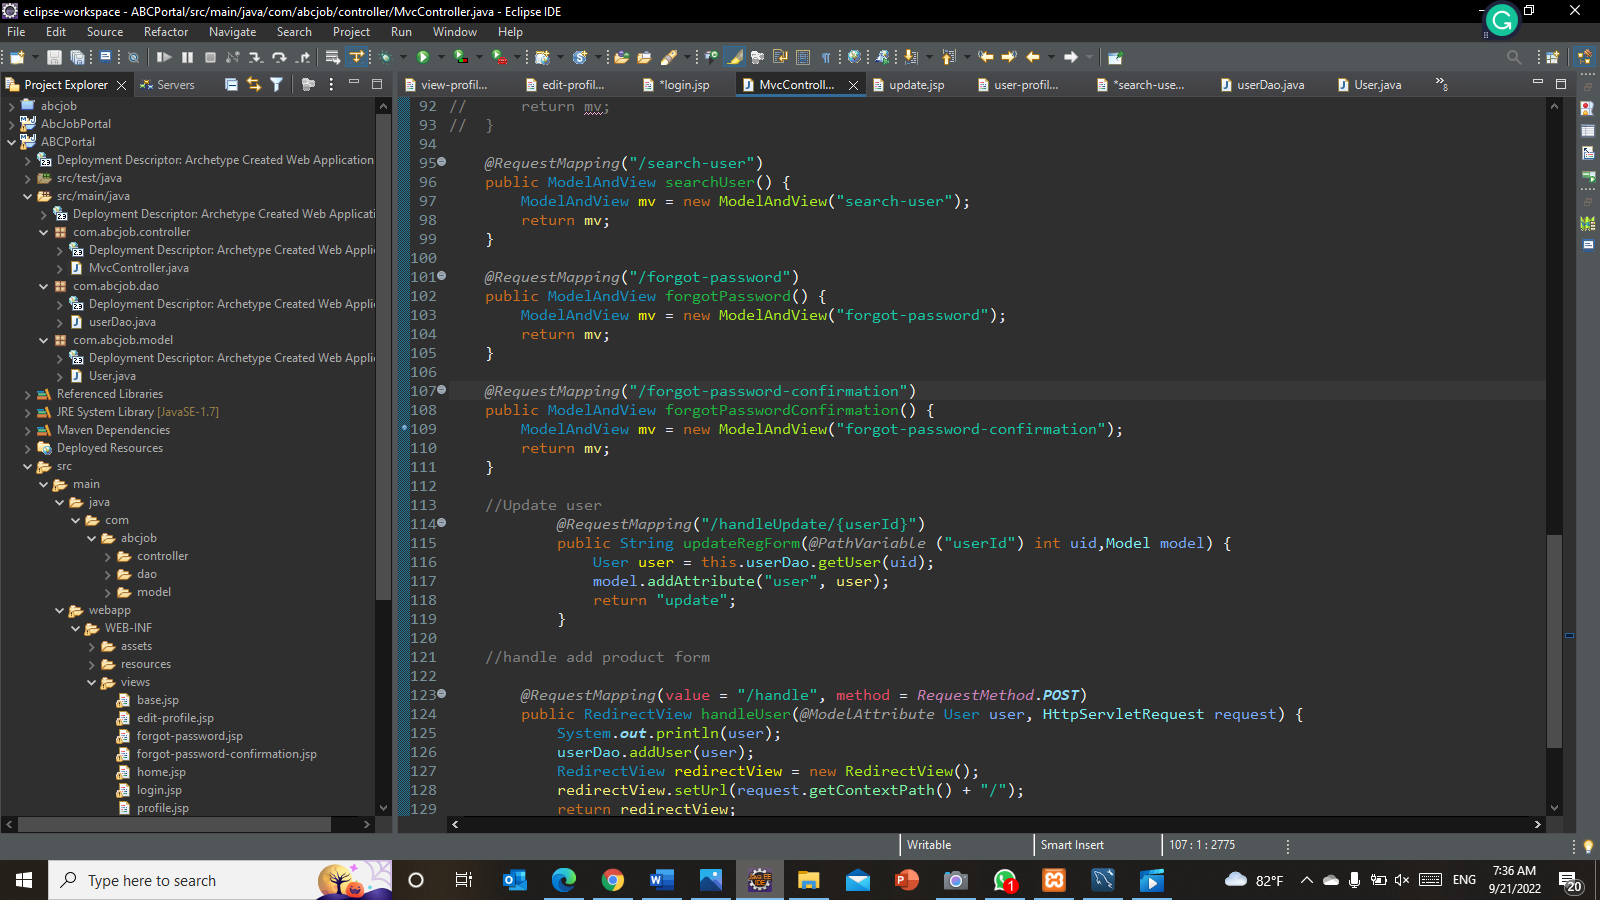 eclipse-workspace - ABCPortal/src/main/java/com/abcjob/controller/MvcController.java - Eclipse IDE
File Edit Source Refactor Navigate Search Project Run Window Help
Project Explorer Servers
view-profil... edit-profil... *login.jsp MvcControll... update.jsp user-profil... *search-use... userDao.java User.java »8
abcjob
AbcJobPortal
ABCPortal
Deployment Descriptor: Archetype Created Web Application
src/test/java
src/main/java
Deployment Descriptor: Archetype Created Web Applicati
com.abcjob.controller
Deployment Descriptor: Archetype Created Web Appli
MvcController.java
com.abcjob.dao
Deployment Descriptor: Archetype Created Web Appli
userDao.java
com.abcjob.model
Deployment Descriptor: Archetype Created Web Appli
User.java
Referenced Libraries
JRE System Library [JavaSE-1.7]
Maven Dependencies
Deployed Resources
src
main
java
com
abcjob
controller
dao
model
webapp
WEB-INF
assets
resources
views
base.jsp
edit-profile.jsp
forgot-password.jsp
forgot-password-confirmation.jsp
home.jsp
login.jsp
profile.jsp
92 // return mv;
93 // }
94
95 @RequestMapping("/search-user")
96 public ModelAndView searchUser() {
97 ModelAndView mv = new ModelAndView("search-user");
98 return mv;
99 }
100
101 @RequestMapping("/forgot-password")
102 public ModelAndView forgotPassword() {
103 ModelAndView mv = new ModelAndView("forgot-password");
104 return mv;
105 }
106
107 @RequestMapping("/forgot-password-confirmation")
108 public ModelAndView forgotPasswordConfirmation() {
109 ModelAndView mv = new ModelAndView("forgot-password-confirmation");
110 return mv;
111 }
112
113 //Update user
114 @RequestMapping("/handleUpdate/{userId}")
115 public String updateRegForm(@PathVariable ("userId") int uid,Model model) {
116 User user = this.userDao.getUser(uid);
117 model.addAttribute("user", user);
118 return "update";
119 }
120
121 //handle add product form
122
123 @RequestMapping(value = "/handle", method = RequestMethod.POST)
124 public RedirectView handleUser(@ModelAttribute User user, HttpServletRequest request) {
125 System.out.println(user);
126 userDao.addUser(user);
127 RedirectView redirectView = new RedirectView();
128 redirectView.setUrl(request.getContextPath() + "/");
129 return redirectView;
Writable Smart Insert 107 : 1 : 2775
Type here to search
82°F ENG 7:36 AM
9/21/2022
20